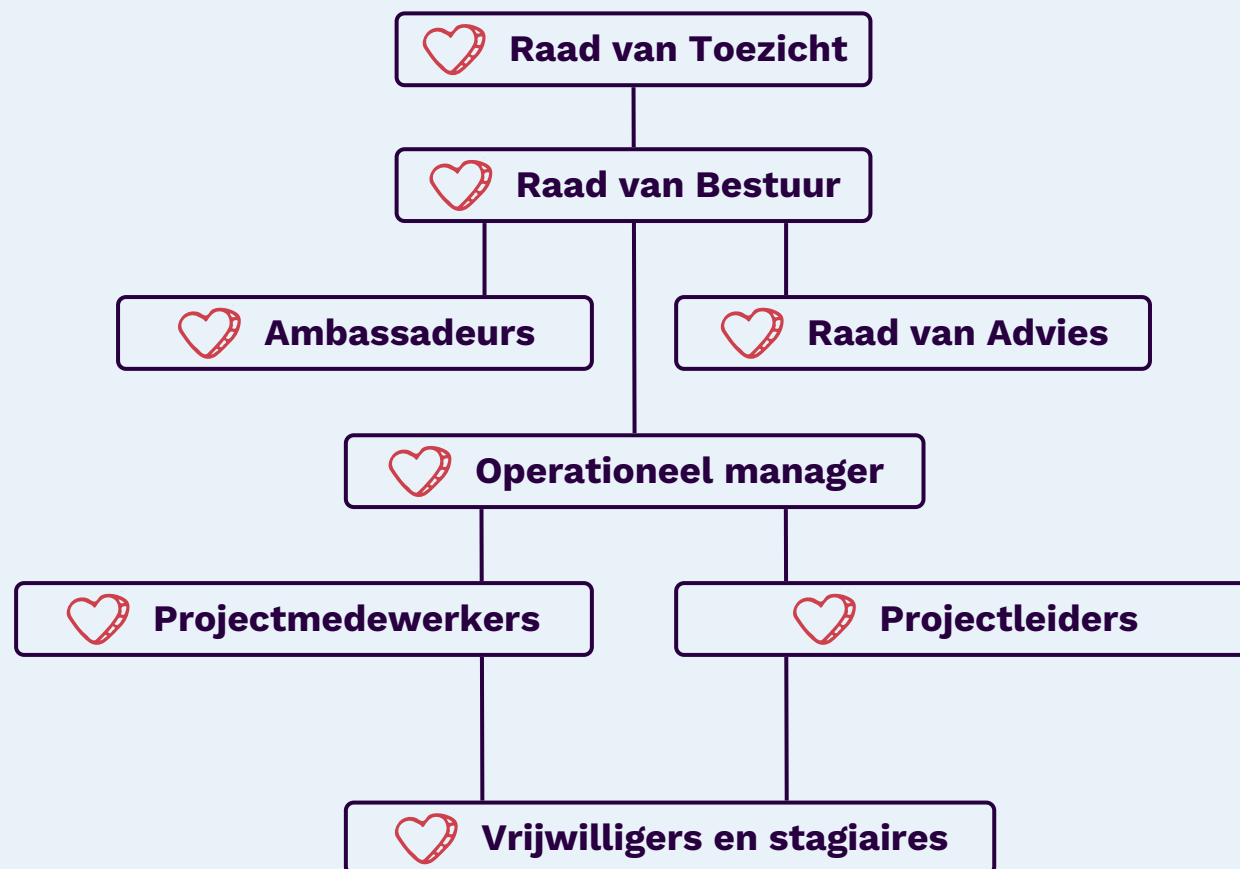 Raad van Toezicht
Raad van Bestuur
Ambassadeurs
Raad van Advies
Operationeel manager
Projectmedewerkers
Projectleiders
Vrijwilligers en stagiaires